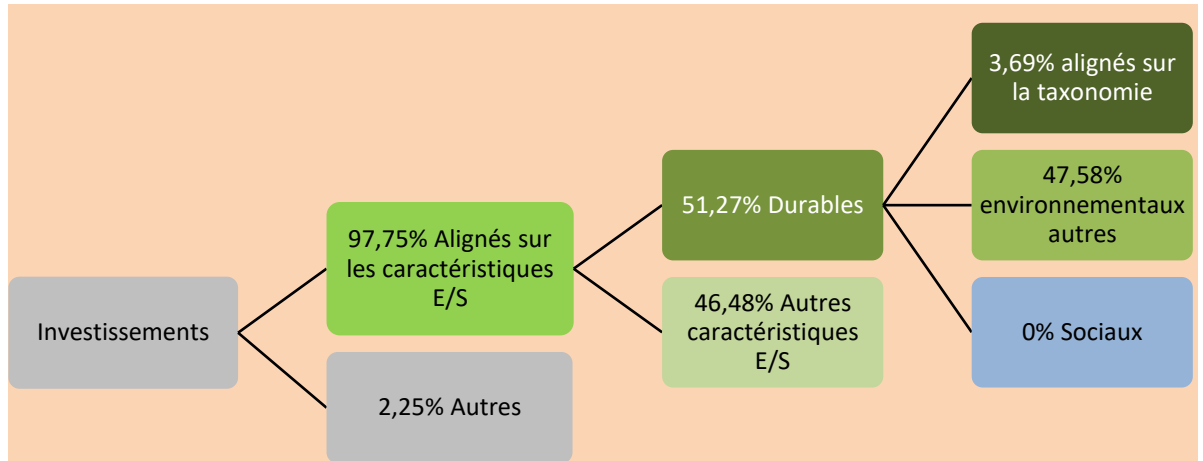 Investissements
97,75% Alignés sur
les caractéristiques
E/S
2,25% Autres
51,27% Durables
46,48% Autres
caractéristiques
E/S
3,69% alignés sur
la taxonomie
47,58%
environnementaux
autres
0% Sociaux